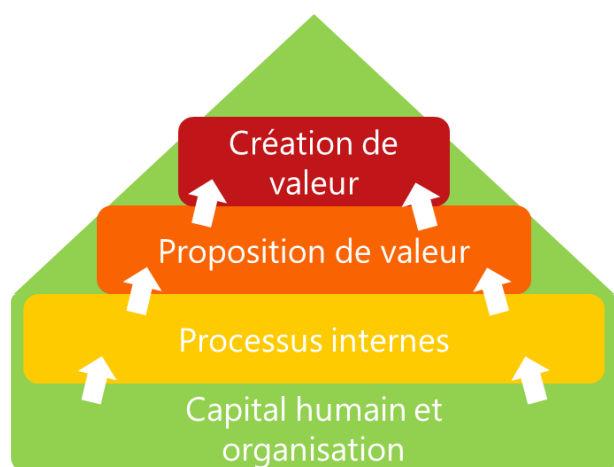 Création de
valeur
Proposition de valeur
Processus internes
Capital humain et
organisation